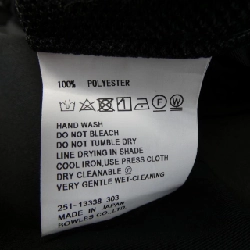 100% POLYESTER
HAND WASH
DO NOT BLEACH
DO NOT TUMBLE DRY
LINE DRYING IN SHADE
COOL IRON, USE PRESS CLOTH
DRY CLEANABLE Ⓟ
VERY GENTLE WET-CLEANING
251-13338 303
MADE IN JAPAN